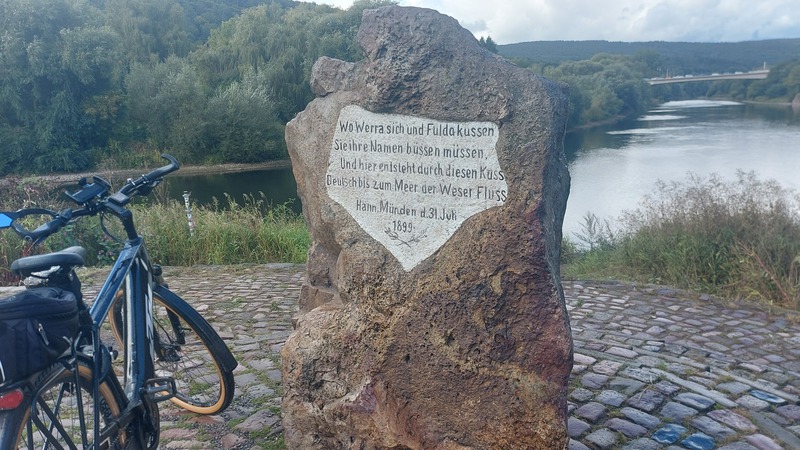 Wo Werra sich und Fulda küssen
Sie ihre Namen büssen müssen,
Und hier entsteht durch diesen Kuss
Deutsch bis zum Meer der Weser Fluss
Hann. Münden d. 31. Juli
1899.